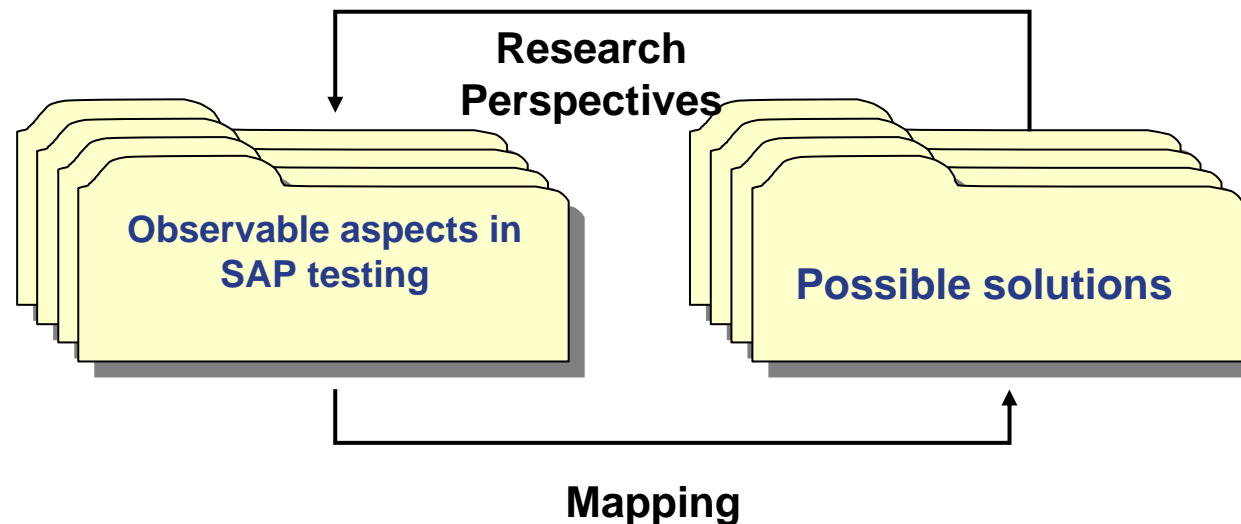 Research
Perspectives
Observable aspects in
SAP testing
Possible solutions
Mapping